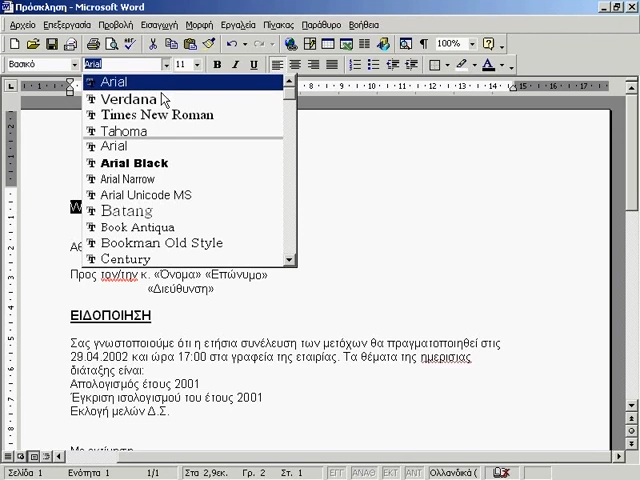 Πρόσκληση - Microsoft Word
Αρχείο Επεξεργασία Προβολή Εισαγωγή Μορφή Εργαλεία Πίνακας Παράθυρο Βοήθεια
100%
Βασικό Arial 11 B I U
Arial
Verdana
Times New Roman
Tahoma
Arial
Arial Black
Arial Narrow
Arial Unicode MS
Batang
Book Antiqua
Bookman Old Style
Century
Προς τον/την κ. «Όνομα» «Επώνυμο»
«Διεύθυνση»
ΕΙΔΟΠΟΙΗΣΗ
Σας γνωστοποιούμε ότι η ετήσια συνέλευση των μετόχων θα πραγματοποιηθεί στις
29.04.2002 και ώρα 17:00 στα γραφεία της εταιρίας. Τα θέματα της ημερισιας
διάταξης είναι:
Απολογισμός έτους 2001
Έγκριση ισολογισμού του έτους 2001
Εκλογή μελών Δ.Σ.
Σελίδα 1 Ενότητα 1 1/1 Στα 2,9εκ. Γρ. 2 Στ. 1 ΕΓΓ ΑΝΑΘ ΕΚΤ ΑΝΤ Ολλανδικά (